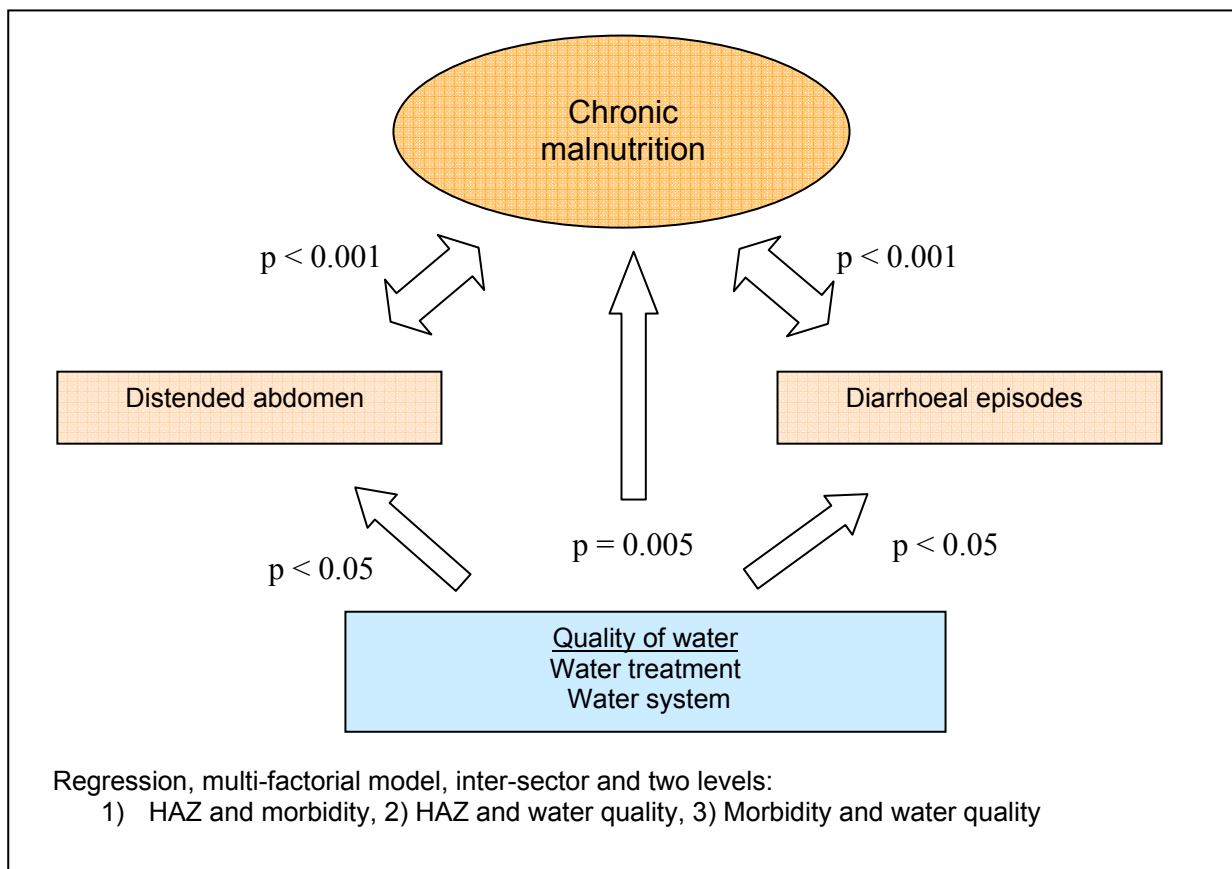 Chronic
malnutrition
p < 0.001
p < 0.001
Distended abdomen
Diarrhoeal episodes
p < 0.05
p = 0.005
p < 0.05
Quality of water
Water treatment
Water system
Regression, multi-factorial model, inter-sector and two levels:
1) HAZ and morbidity, 2) HAZ and water quality, 3) Morbidity and water quality